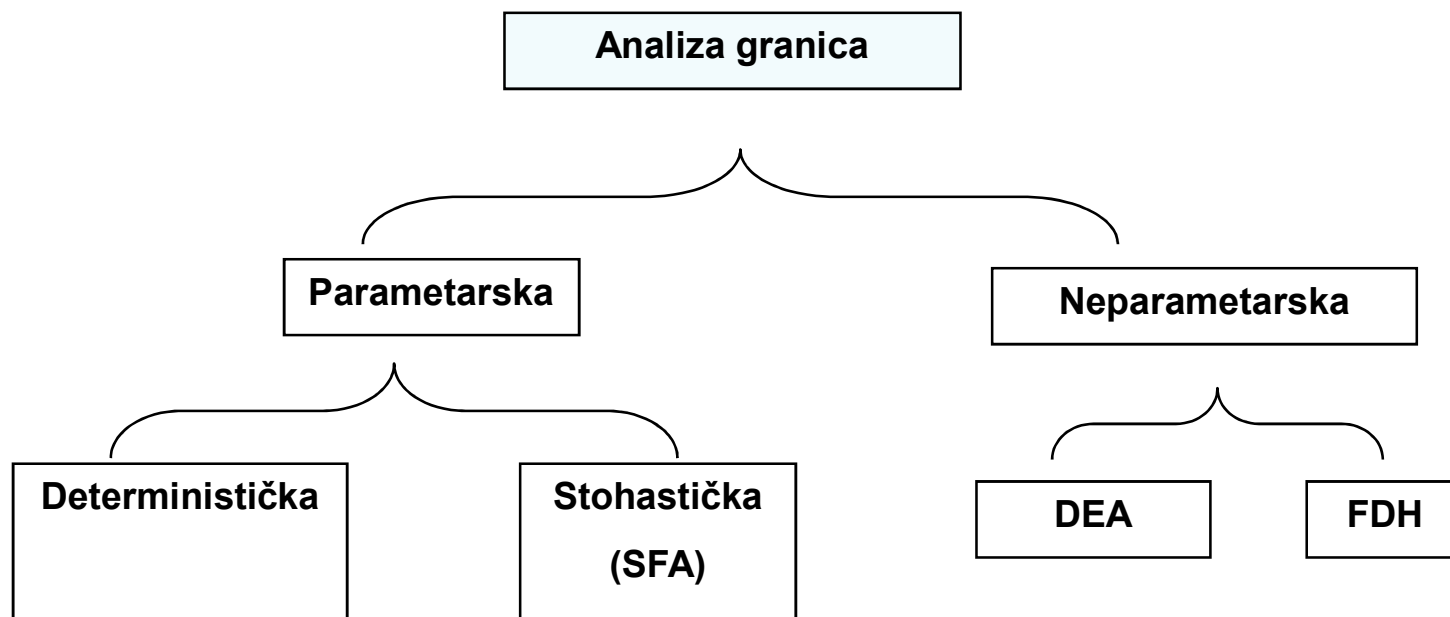 Analiza granica
Parametarska
Neparametarska
Deterministička
Stohastička
(SFA)
DEA
FDH